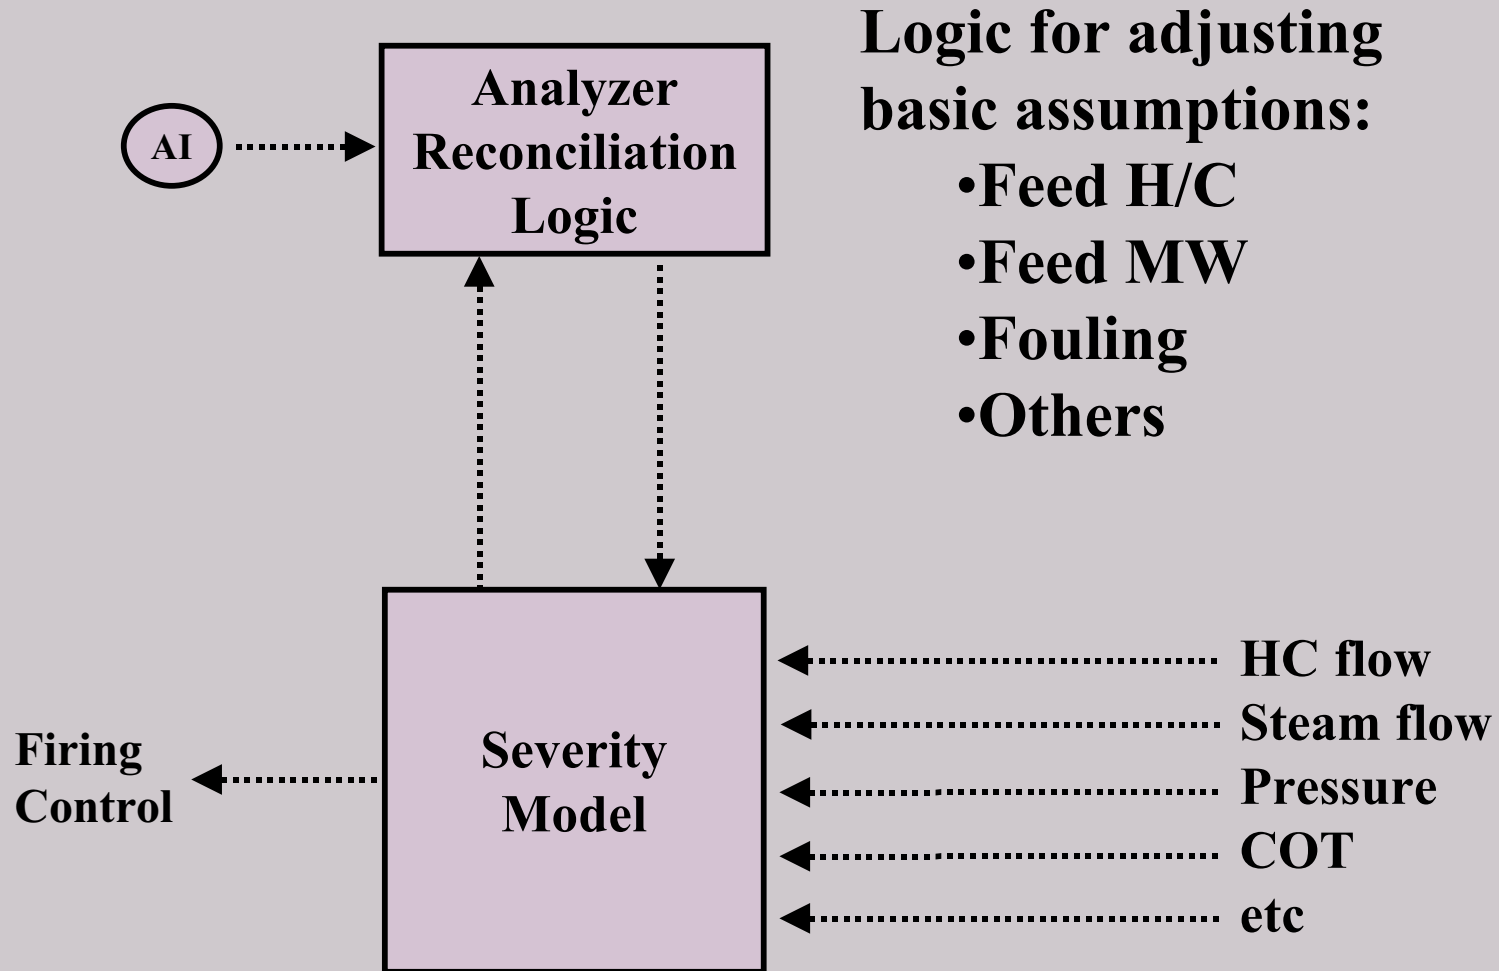 Logic for adjusting
basic assumptions:
•Feed H/C
•Feed MW
•Fouling
•Others
AI
Analyzer
Reconciliation
Logic
Firing
Control
Severity
Model
HC flow
Steam flow
Pressure
COT
etc